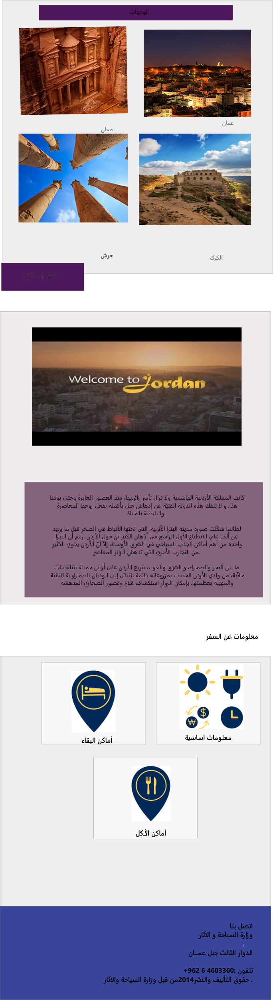 الوجهات
عمان
معان
الكرك
جرش
انظر إلى الكل
Welcome to Jordan
كانت المملكة الأردنية الهاشمية ولا تزال تأسر زائريها، منذ العصور الغابرة وحتى يومنا
هذا. و لا تنفك هذه الدولة الفتيّة عن إدهاش جيل بأكمله بفعل روحها المعاصرة
والنابضة بالحياة.
لطالما شكّلت صورة مدينة البترا الأثرية، التي نحتها الأنباط في الصخر قبل ما يزيد
عن ألف عام، الانطباع الأول الراسخ في أذهان الكثيرين حول الأردن. رغم أن البترا
واحدة من أهم أماكن الجذب السياحي في الشرق الأوسط، إلاّ أنّ الأردن يحوي الكثير
من التجارب الأخرى التي تدهش الزائر المعاصر.
ما بين البحر والصحراء، و الشرق والغرب، يتربع الأردن على أرض جميلة بتناقضات
خلاّبة، من وادي الأردن الخصب بمزروعاته دائمة التبدّل إلى الوديان الصحراوية النائية
والمهيبة بعظمتها. بإمكان الزوار استكشاف قلاع وقصور الصحاري المدهشة
معلومات عن السفر
معلومات اساسية
أماكن البقاء
أماكن الأكل
اتصل بنا
وزارة السياحة و الأثار
الدوار الثالث جبل عمـــان
تلفون :4603360 6 962+
. حقوق التأليف والنشر2014من قبل وزارة السياحة والآثار